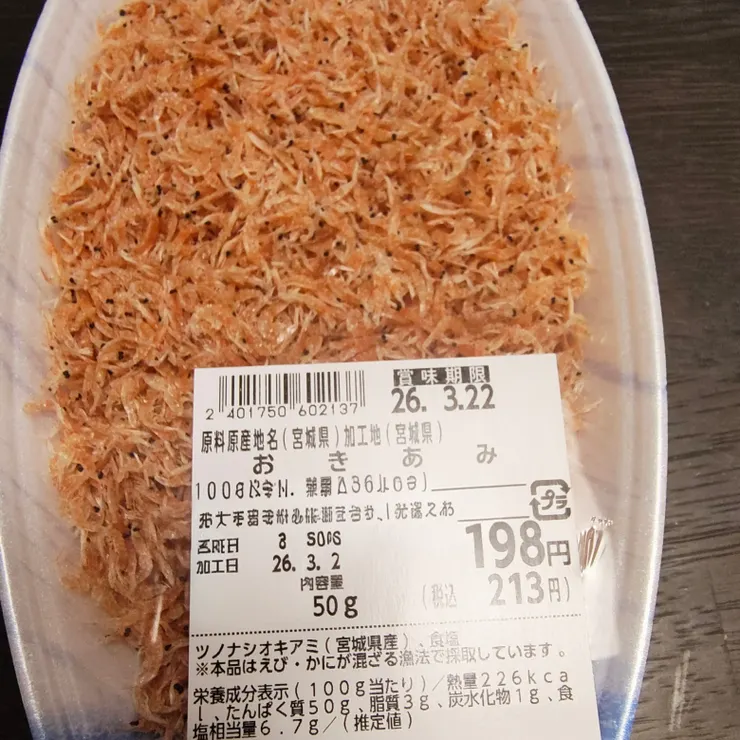 賞味期限
2 401750 602137
26. 3.22
原料原産地名(宮城県)加工地(宮城県)
おきあみ
プラ
加工日 26. 3. 2
198円
内容量
50g
(税込 213円)
ツノナシオキアミ(宮城県産)、食塩
※本品はえび・かにが混ざる漁法で採取しています。
栄養成分表示(100g当たり)/熱量226kca
l、たんぱく質50g、脂質3g、炭水化物1g、食
塩相当量6.7g/(推定値)